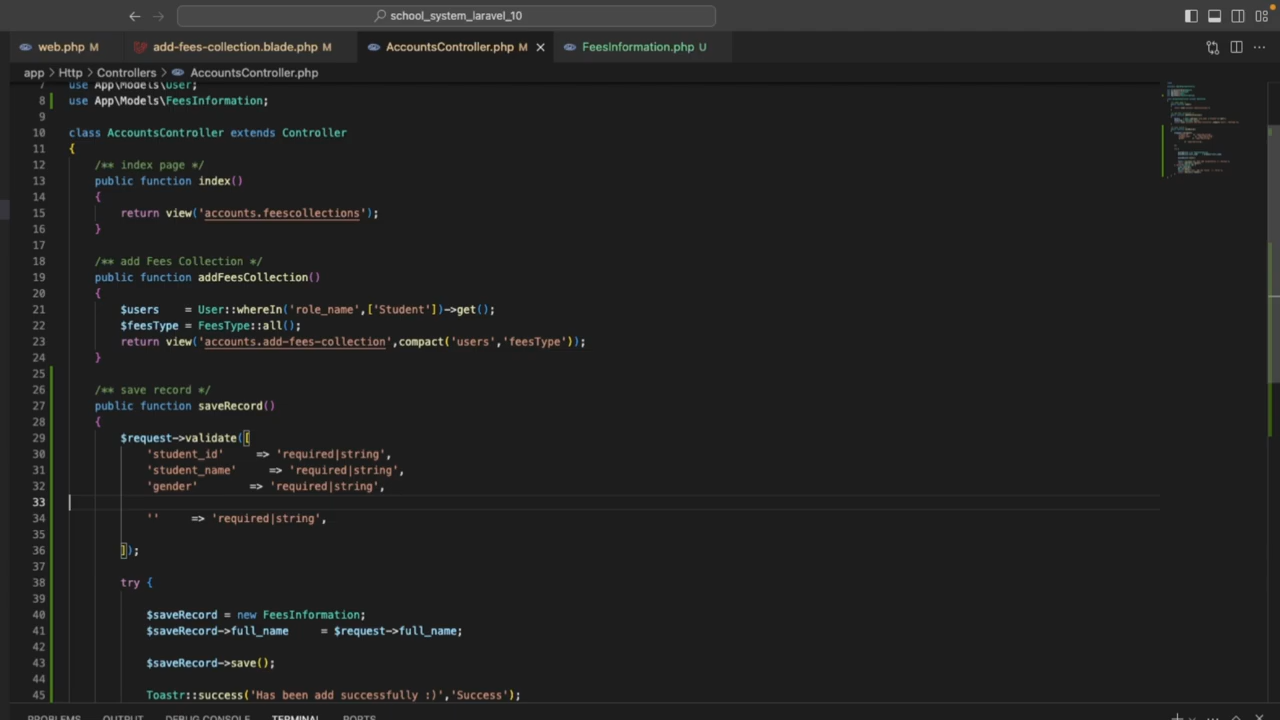 school_system_laravel_10
web.php M
add-fees-collection.blade.php M
AccountsController.php M
FeesInformation.php U
app > Http > Controllers > AccountsController.php
7 use App\Models\User;
8 use App\Models\FeesInformation;
9
10 class AccountsController extends Controller
11 {
12 /** index page */
13 public function index()
14 {
15 return view('accounts.feescollections');
16 }
17
18 /** add Fees Collection */
19 public function addFeesCollection()
20 {
21 $users = User::whereIn('role_name',['Student'])->get();
22 $feesType = FeesType::all();
23 return view('accounts.add-fees-collection',compact('users','feesType'));
24 }
25
26 /** save record */
27 public function saveRecord()
28 {
29 $request->validate([
30 'student_id' => 'required|string',
31 'student_name' => 'required|string',
32 'gender' => 'required|string',
33
34 '' => 'required|string',
35
36 ]);
37
38 try {
39
40 $saveRecord = new FeesInformation;
41 $saveRecord->full_name = $request->full_name;
42
43 $saveRecord->save();
44
45 Toastr::success('Has been add successfully :)','Success');
PROBLEMS OUTPUT DEBUG CONSOLE TERMINAL PORTS